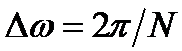 Δω = 2π/N